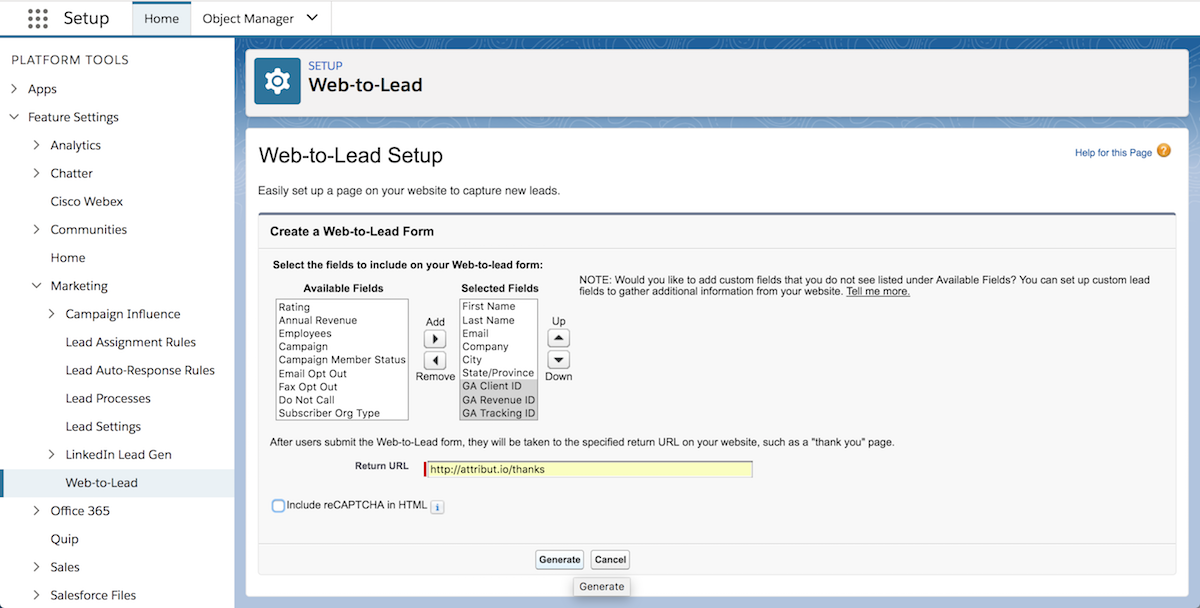 Setup
Home
Object Manager
PLATFORM TOOLS
Apps
Feature Settings
Analytics
Chatter
Cisco Webex
Communities
Home
Marketing
Campaign Influence
Lead Assignment Rules
Lead Auto-Response Rules
Lead Processes
Lead Settings
LinkedIn Lead Gen
Web-to-Lead
Office 365
Quip
Sales
Salesforce Files
SETUP
Web-to-Lead
Web-to-Lead Setup
Help for this Page ?
Easily set up a page on your website to capture new leads.
Create a Web-to-Lead Form
Select the fields to include on your Web-to-lead form:
Available Fields
Rating
Annual Revenue
Employees
Campaign
Campaign Member Status
Email Opt Out
Fax Opt Out
Do Not Call
Subscriber Org Type
Add
Remove
Selected Fields
First Name
Last Name
Email
Company
City
State/Province
GA Client ID
GA Revenue ID
GA Tracking ID
Up
Down
NOTE: Would you like to add custom fields that you do not see listed under Available Fields? You can set up custom lead
fields to gather additional information from your website. Tell me more.
After users submit the Web-to-Lead form, they will be taken to the specified return URL on your website, such as a "thank you" page.
Return URL
http://attribut.io/thanks
Include reCAPTCHA in HTML i
Generate
Cancel
Generate